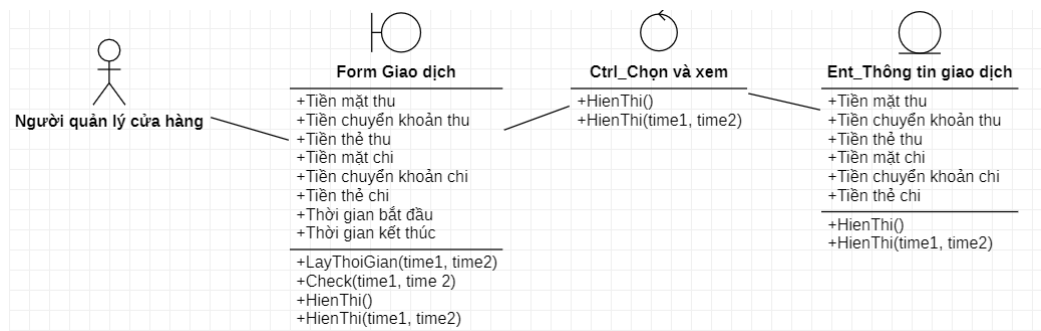 Người quản lý cửa hàng
Form Giao dịch
+Tiền mặt thu
+Tiền chuyển khoản thu
+Tiền thẻ thu
+Tiền mặt chi
+Tiền chuyển khoản chi
+Tiền thẻ chi
+Thời gian bắt đầu
+Thời gian kết thúc
+LayThoiGian(time1, time2)
+Check(time1, time 2)
+HienThi()
+HienThi(time1, time2)
Ctrl_Chọn và xem
+HienThi()
+HienThi(time1, time2)
Ent_Thông tin giao dịch
+Tiền mặt thu
+Tiền chuyển khoản thu
+Tiền thẻ thu
+Tiền mặt chi
+Tiền chuyển khoản chi
+Tiền thẻ chi
+HienThi()
+HienThi(time1, time2)